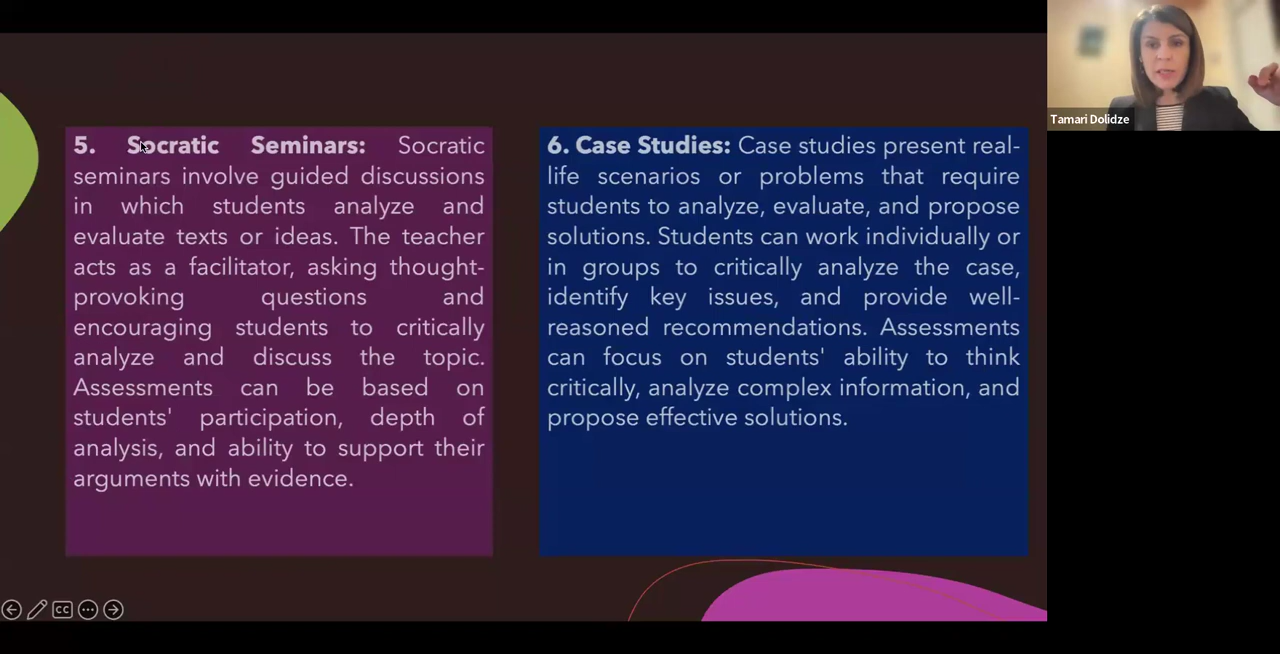 5. Socratic Seminars: Socratic
seminars involve guided discussions
in which students analyze and
evaluate texts or ideas. The teacher
acts as a facilitator, asking thought-
provoking questions and
encouraging students to critically
analyze and discuss the topic.
Assessments can be based on
students' participation, depth of
analysis, and ability to support their
arguments with evidence.
6. Case Studies: Case studies present real-
life scenarios or problems that require
students to analyze, evaluate, and propose
solutions. Students can work individually or
in groups to critically analyze the case,
identify key issues, and provide well-
reasoned recommendations. Assessments
can focus on students' ability to think
critically, analyze complex information, and
propose effective solutions.
Tamari Dolidze
CC